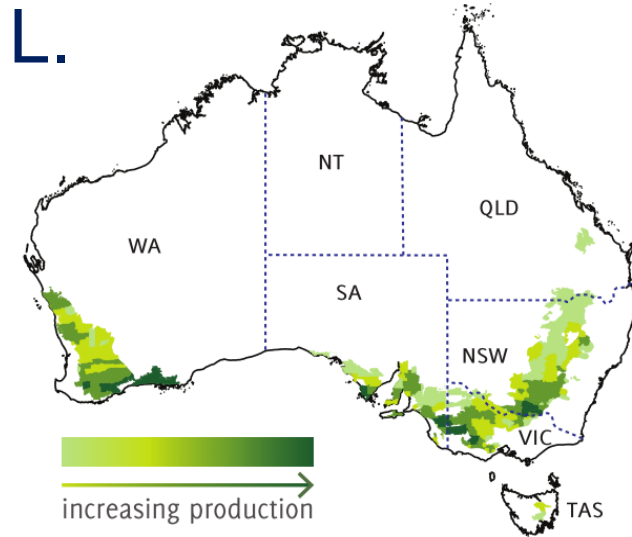 L.
NT
QLD
WA
SA
NSW
VIC
increasing production
TAS